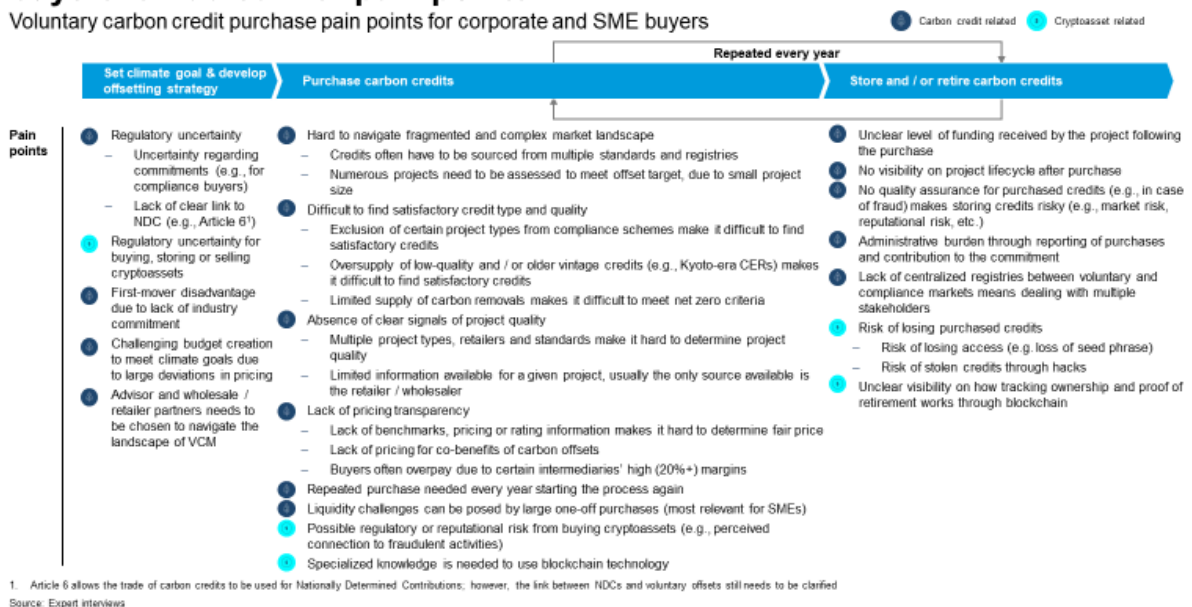 Voluntary carbon credit purchase pain points for corporate and SME buyers
Carbon credit related
Cryptoasset related
Repeated every year
Set climate goal & develop
offsetting strategy
Purchase carbon credits
Store and / or retire carbon credits
Pain
points
Regulatory uncertainty
– Uncertainty regarding
commitments (e.g., for
compliance buyers)
– Lack of clear link to
NDC (e.g., Article 6¹)
Regulatory uncertainty for
buying, storing or selling
cryptoassets
First-mover disadvantage
due to lack of industry
commitment
Challenging budget creation
to meet climate goals due
to large deviations in pricing
Advisor and wholesale /
retailer partners needs to
be chosen to navigate the
landscape of VCM
Hard to navigate fragmented and complex market landscape
– Credits often have to be sourced from multiple standards and registries
– Numerous projects need to be assessed to meet offset target, due to small project
size
Difficult to find satisfactory credit type and quality
– Exclusion of certain project types from compliance schemes make it difficult to find
satisfactory credits
– Oversupply of low-quality and / or older vintage credits (e.g., Kyoto-era CERs) makes
it difficult to find satisfactory credits
– Limited supply of carbon removals makes it difficult to meet net zero criteria
Absence of clear signals of project quality
– Multiple project types, retailers and standards make it hard to determine project
quality
– Limited information available for a given project, usually the only source available is
the retailer / wholesaler
Lack of pricing transparency
– Lack of benchmarks, pricing or rating information makes it hard to determine fair price
– Lack of pricing for co-benefits of carbon offsets
– Buyers often overpay due to certain intermediaries' high (20%+) margins
Repeated purchase needed every year starting the process again
Liquidity challenges can be posed by large one-off purchases (most relevant for SMEs)
Possible regulatory or reputational risk from buying cryptoassets (e.g., perceived
connection to fraudulent activities)
Specialized knowledge is needed to use blockchain technology
Unclear level of funding received by the project following
the purchase
No visibility on project lifecycle after purchase
No quality assurance for purchased credits (e.g., in case
of fraud) makes storing credits risky (e.g., market risk,
reputational risk, etc.)
Administrative burden through reporting of purchases
and contribution to the commitment
Lack of centralized registries between voluntary and
compliance markets means dealing with multiple
stakeholders
Risk of losing purchased credits
– Risk of losing access (e.g. loss of seed phrase)
– Risk of stolen credits through hacks
Unclear visibility on how tracking ownership and proof of
retirement works through blockchain
1. Article 6 allows the trade of carbon credits to be used for Nationally Determined Contributions; however, the link between NDCs and voluntary offsets still needs to be clarified
Source: Expert interviews